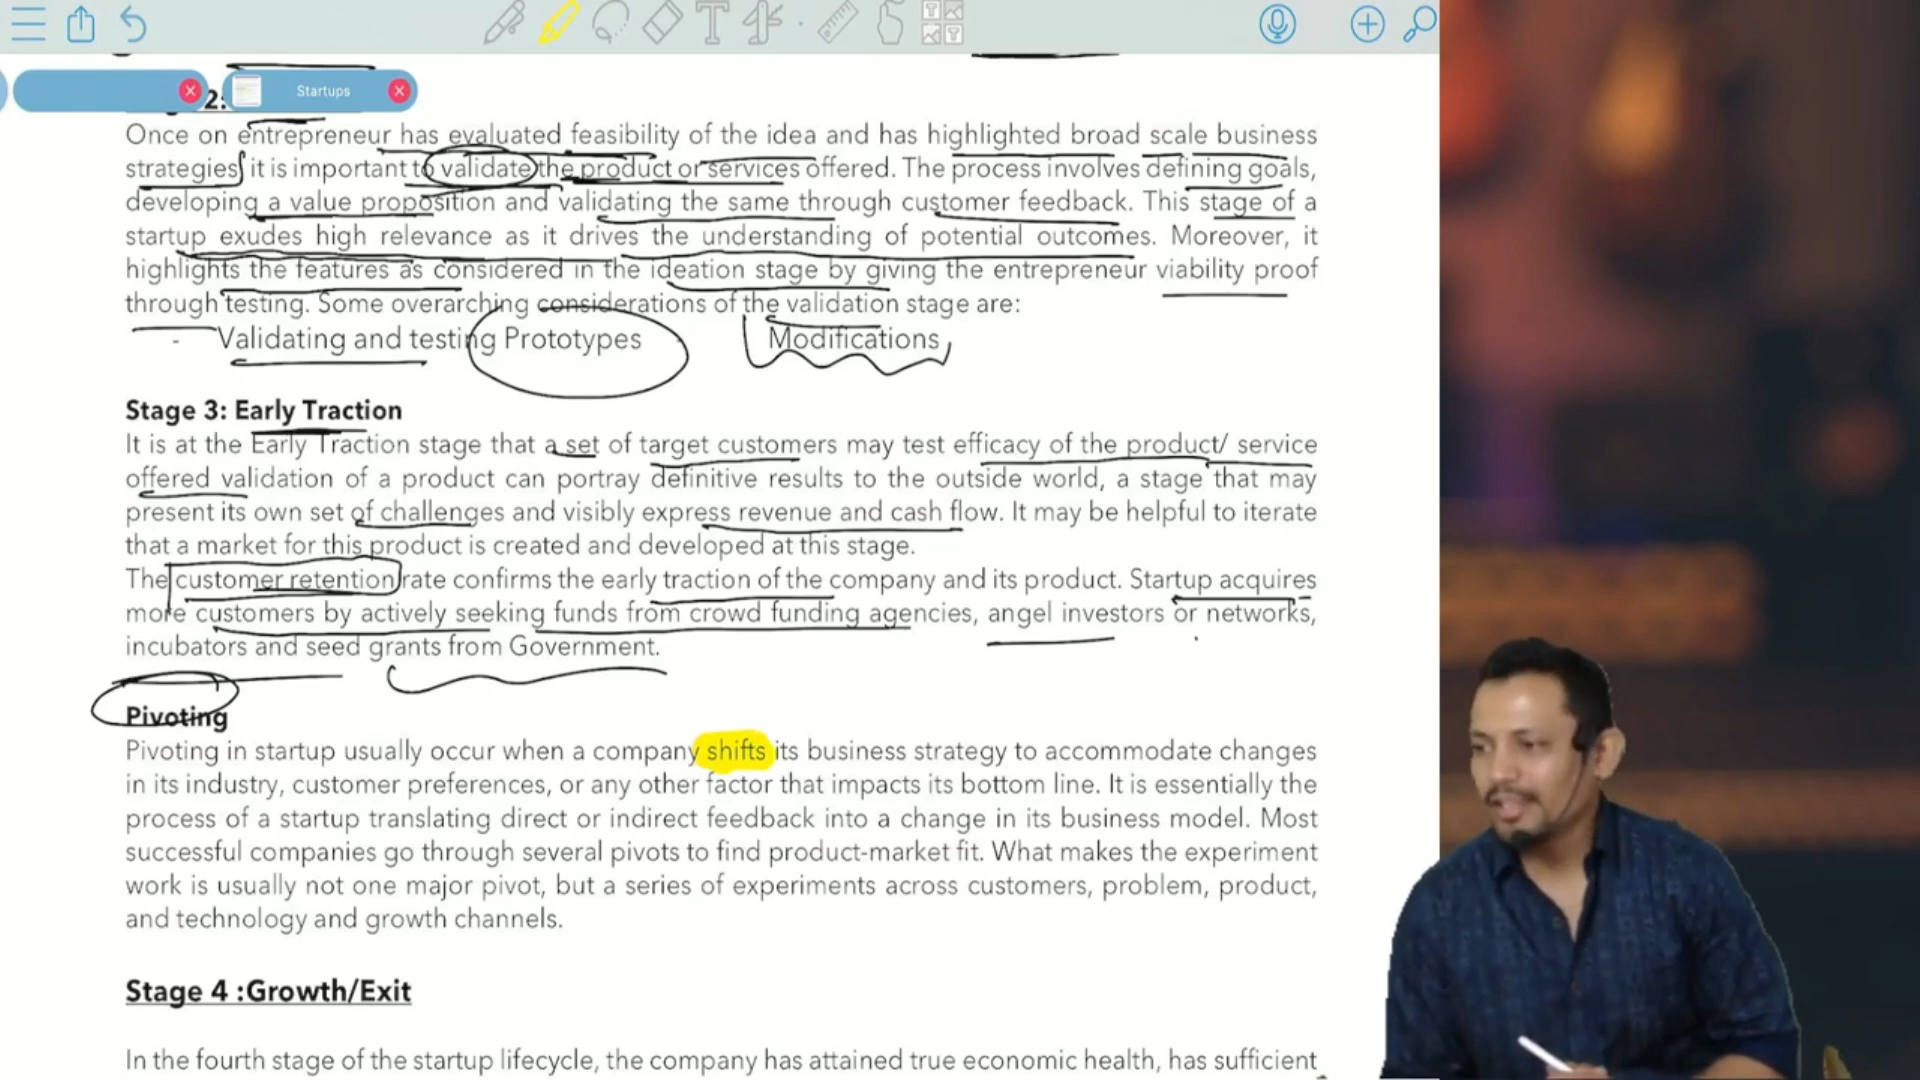 Startups
2:
Once on entrepreneur has evaluated feasibility of the idea and has highlighted broad scale business
strategies it is important to validate the product or services offered. The process involves defining goals,
developing a value proposition and validating the same through customer feedback. This stage of a
startup exudes high relevance as it drives the understanding of potential outcomes. Moreover, it
highlights the features as considered in the ideation stage by giving the entrepreneur viability proof
through testing. Some overarching considerations of the validation stage are:
- Validating and testing Prototypes Modifications
Stage 3: Early Traction
It is at the Early Traction stage that a set of target customers may test efficacy of the product/ service
offered validation of a product can portray definitive results to the outside world, a stage that may
present its own set of challenges and visibly express revenue and cash flow. It may be helpful to iterate
that a market for this product is created and developed at this stage.
The customer retention rate confirms the early traction of the company and its product. Startup acquires
more customers by actively seeking funds from crowd funding agencies, angel investors or networks,
incubators and seed grants from Government.
Pivoting
Pivoting in startup usually occur when a company shifts its business strategy to accommodate changes
in its industry, customer preferences, or any other factor that impacts its bottom line. It is essentially the
process of a startup translating direct or indirect feedback into a change in its business model. Most
successful companies go through several pivots to find product-market fit. What makes the experiment
work is usually not one major pivot, but a series of experiments across customers, problem, product,
and technology and growth channels.
Stage 4 :Growth/Exit
In the fourth stage of the startup lifecycle, the company has attained true economic health, has sufficient